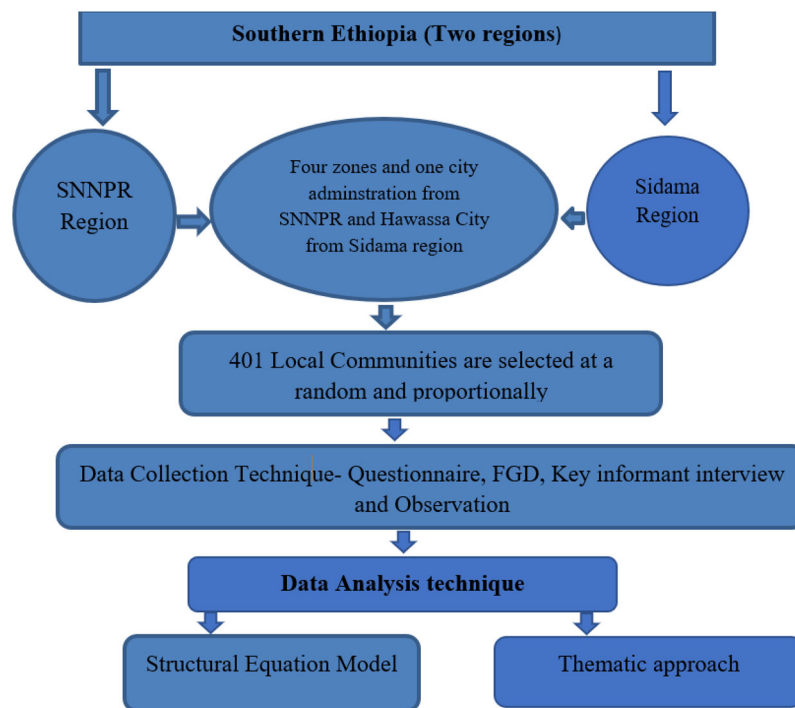 Southern Ethiopia (Two regions)
SNNPR
Region
Four zones and one city
adminstration from
SNNPR and Hawassa City
from Sidama region
Sidama
Region
401 Local Communities are selected at a
random and proportionally
Data Collection Technique- Questionnaire, FGD, Key informant interview
and Observation
Data Analysis technique
Structural Equation Model
Thematic approach